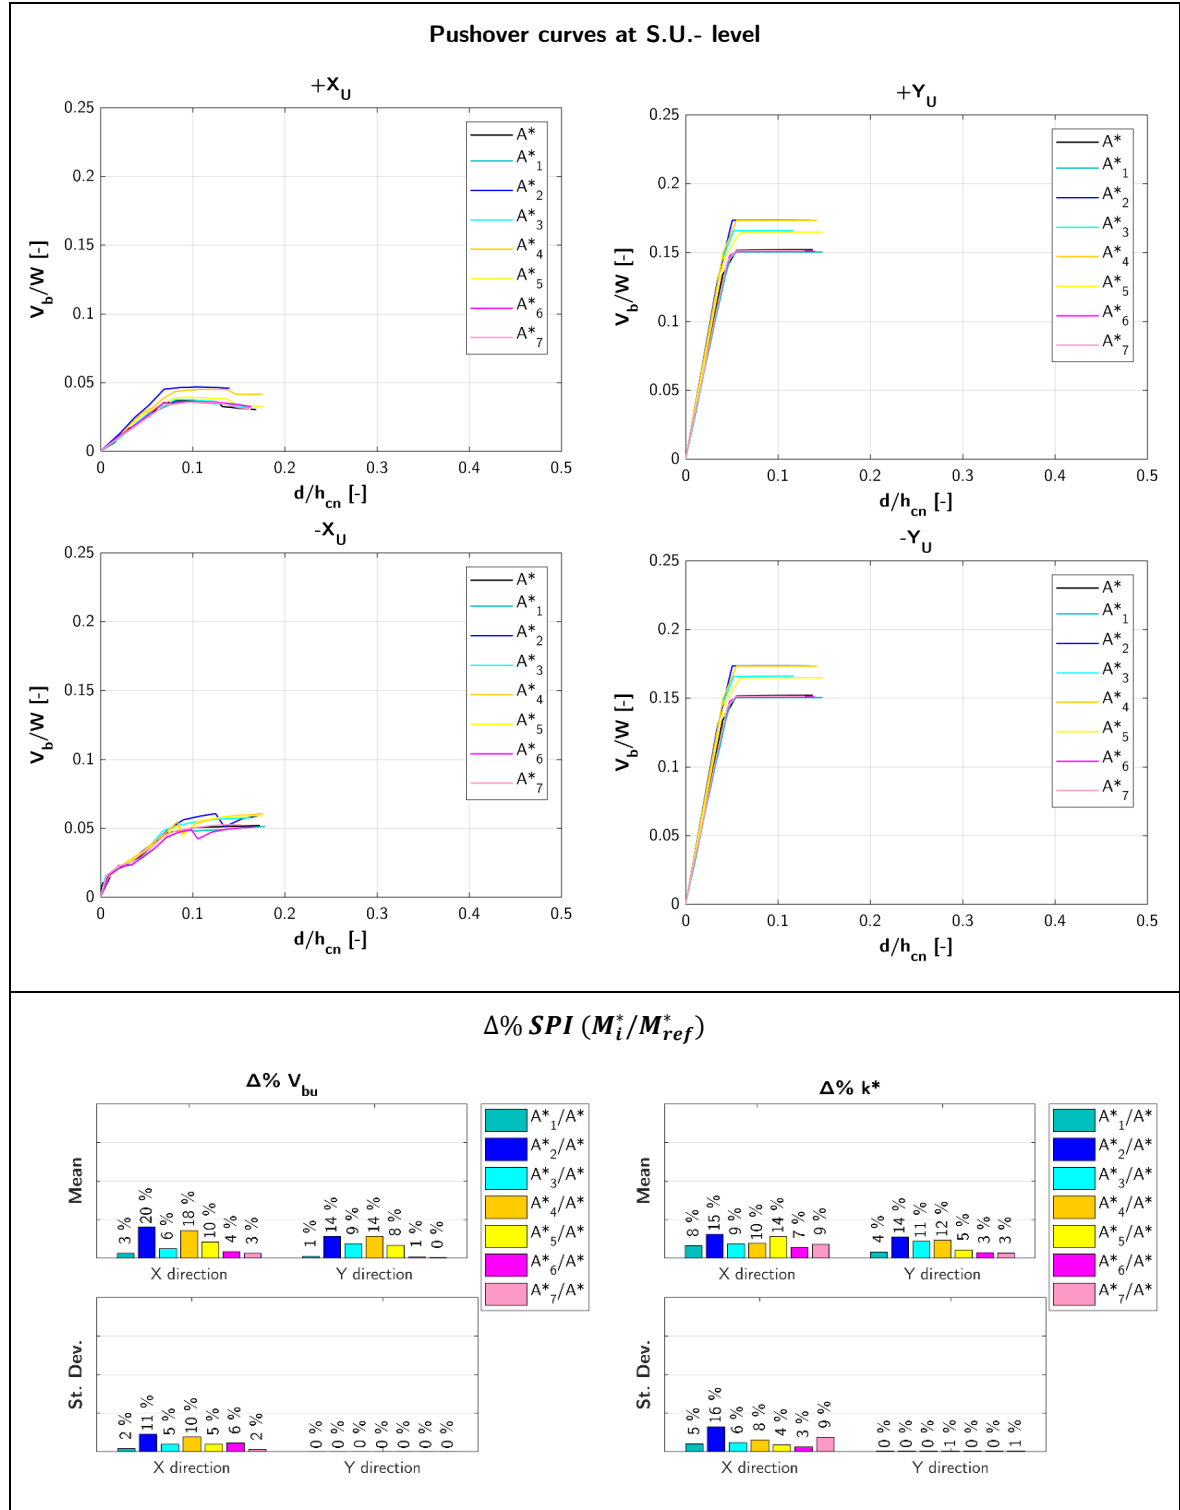 Pushover curves at S.U.- level
+X_U
0.25
0.2
0.15
0.1
0.05
0
V_b/W [-]
0 0.1 0.2 0.3 0.4 0.5
d/h_cn [-]
A*
A*_1
A*_2
A*_3
A*_4
A*_5
A*_6
A*_7
+Y_U
0.25
0.2
0.15
0.1
0.05
0
V_b/W [-]
0 0.1 0.2 0.3 0.4 0.5
d/h_cn [-]
A*
A*_1
A*_2
A*_3
A*_4
A*_5
A*_6
A*_7
-X_U
0.25
0.2
0.15
0.1
0.05
0
V_b/W [-]
0 0.1 0.2 0.3 0.4 0.5
d/h_cn [-]
A*
A*_1
A*_2
A*_3
A*_4
A*_5
A*_6
A*_7
-Y_U
0.25
0.2
0.15
0.1
0.05
0
V_b/W [-]
0 0.1 0.2 0.3 0.4 0.5
d/h_cn [-]
A*
A*_1
A*_2
A*_3
A*_4
A*_5
A*_6
A*_7
Δ% SPI (M_i^*/M_ref^*)
Δ% V_bu
Mean
3 % 20 % 6 % 18 % 10 % 4 % 3 %
1 % 14 % 9 % 14 % 8 % 1 % 0 %
X direction Y direction
St. Dev.
2 % 11 % 5 % 10 % 5 % 6 % 2 %
0 % 0 % 0 % 0 % 0 % 0 % 0 %
X direction Y direction
A*_1/A*
A*_2/A*
A*_3/A*
A*_4/A*
A*_5/A*
A*_6/A*
A*_7/A*
Δ% k*
Mean
8 % 15 % 9 % 10 % 14 % 7 % 9 %
4 % 14 % 11 % 12 % 5 % 3 % 3 %
X direction Y direction
St. Dev.
5 % 16 % 6 % 8 % 4 % 3 % 9 %
0 % 0 % 0 % 1 % 0 % 0 % 1 %
X direction Y direction
A*_1/A*
A*_2/A*
A*_3/A*
A*_4/A*
A*_5/A*
A*_6/A*
A*_7/A*